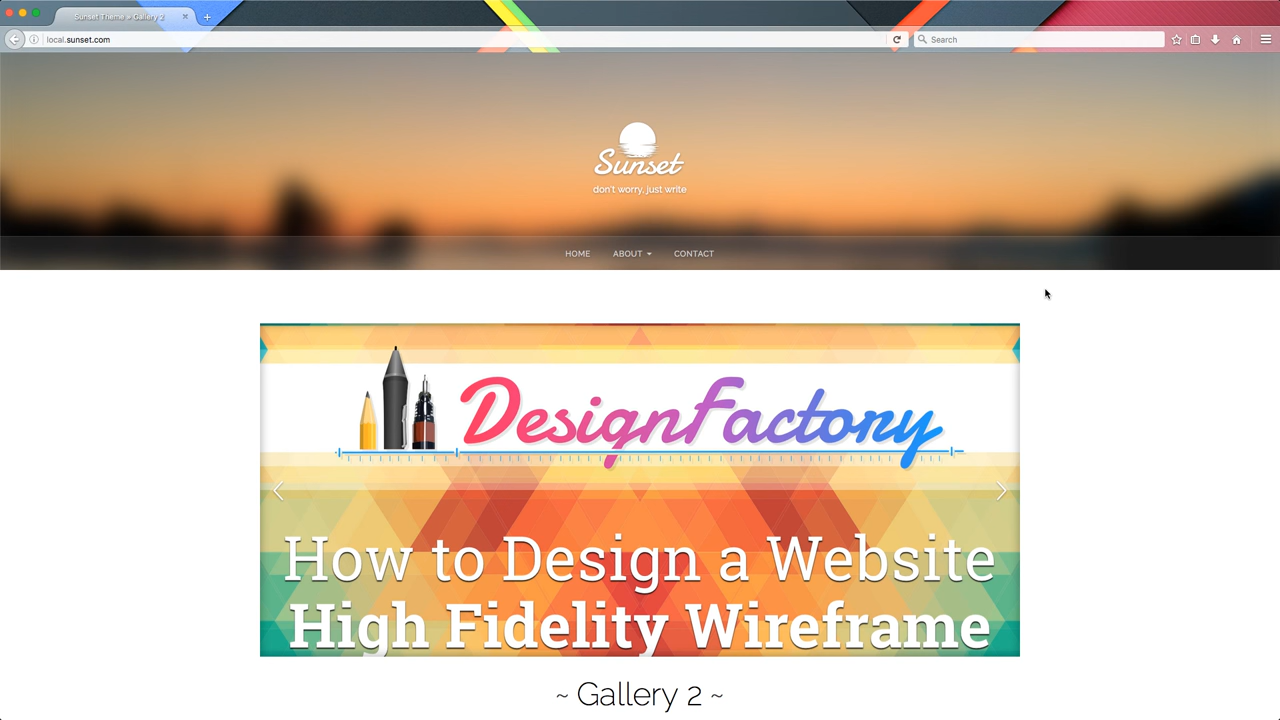 Sunset Theme » Gallery 2
local.sunset.com
Search
Sunset
don't worry, just write
HOME
ABOUT
CONTACT
DesignFactory
How to Design a Website
High Fidelity Wireframe
~ Gallery 2 ~